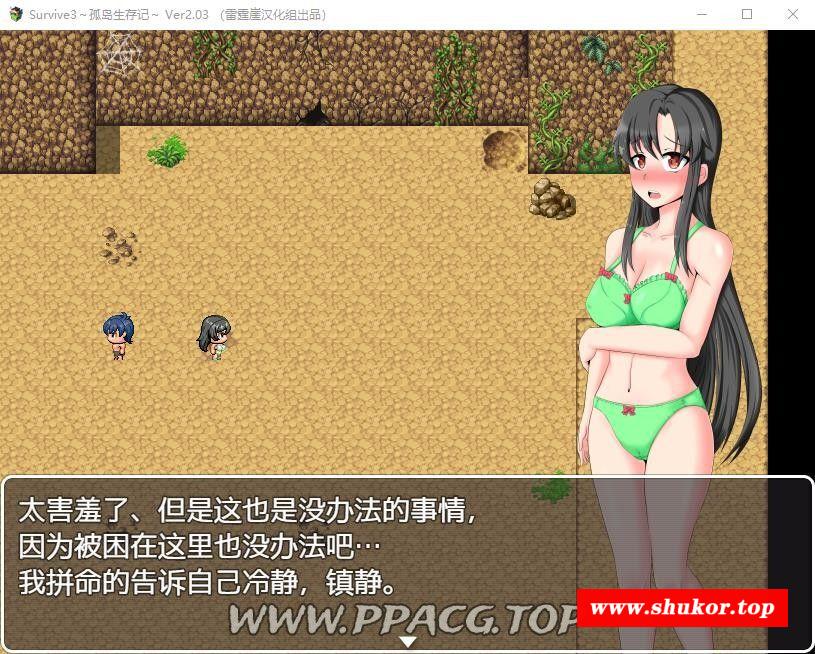 Survive3～孤岛生存记～ Ver2.03 （雷霆崖汉化组出品）
太害羞了、但是这也是没办法的事情，
因为被困在这里也没办法吧…
我拼命的告诉自己冷静，镇静。
WWW.PPACG.TOP
www.shukor.top